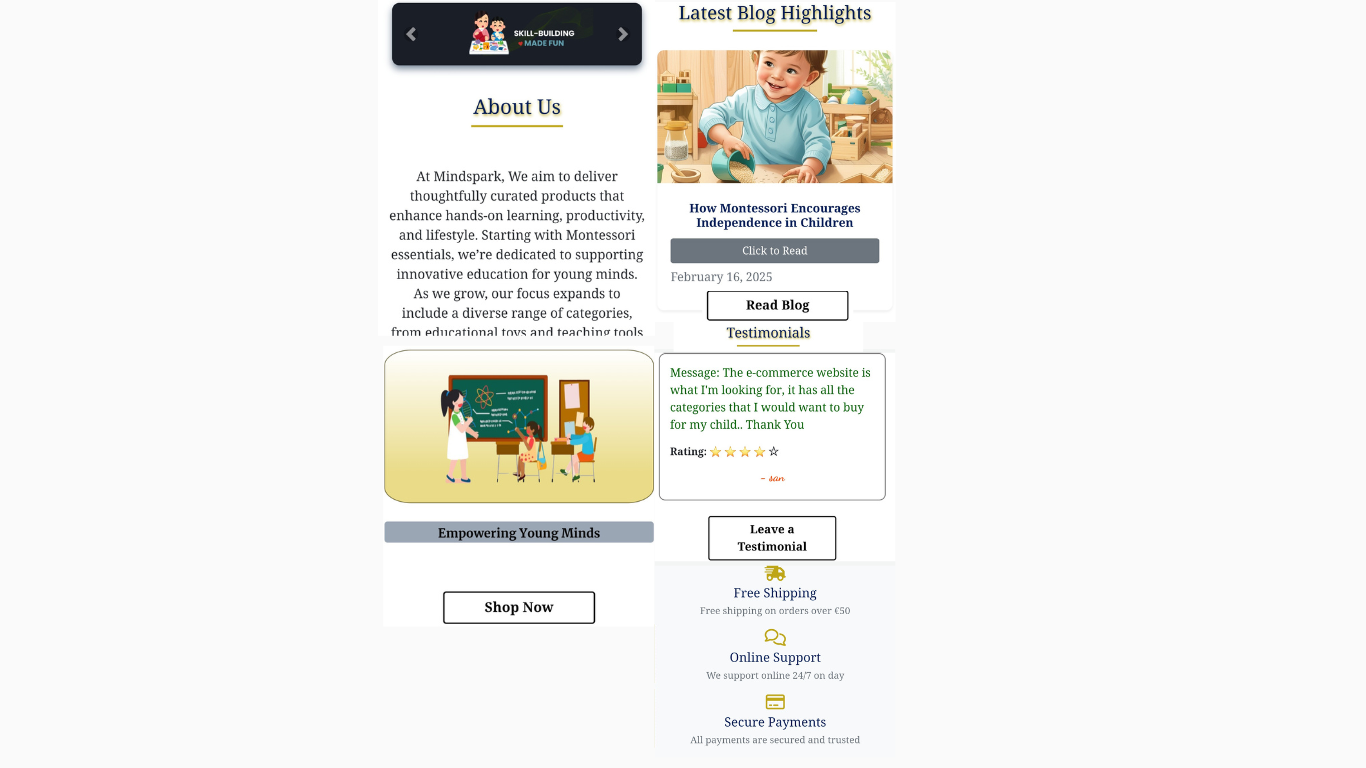 SKILL-BUILDING
MADE FUN
About Us
At Mindspark, We aim to deliver
thoughtfully curated products that
enhance hands-on learning, productivity,
and lifestyle. Starting with Montessori
essentials, we’re dedicated to supporting
innovative education for young minds.
As we grow, our focus expands to
include a diverse range of categories,
from educational toys and teaching tools
Empowering Young Minds
Shop Now
Latest Blog Highlights
How Montessori Encourages
Independence in Children
Click to Read
February 16, 2025
Read Blog
Testimonials
Message: The e-commerce website is
what I'm looking for, it has all the
categories that I would want to buy
for my child.. Thank You
Rating: ⭐⭐⭐⭐☆
– san
Leave a
Testimonial
Free Shipping
Free shipping on orders over €50
Online Support
We support online 24/7 on day
Secure Payments
All payments are secured and trusted